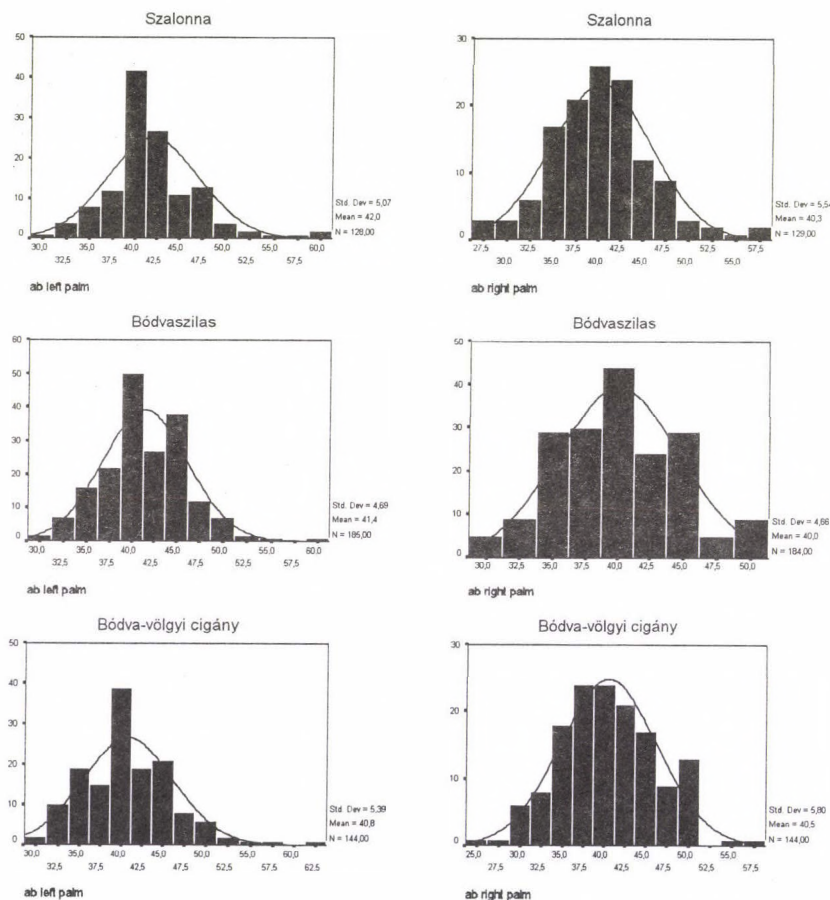 Szalonna
50
40
30
20
10
0
30,0 35,0 40,0 45,0 50,0 55,0 60,0
32,5 37,5 42,5 47,5 52,5 57,5
Std. Dev = 5,07
Mean = 42,0
N = 128,00
ab left palm
Szalonna
30
20
10
0
27,5 32,5 37,5 42,5 47,5 52,5 57,5
30,0 35,0 40,0 45,0 50,0 55,0
Std. Dev = 5,54
Mean = 40,3
N = 129,00
ab right palm
Bódvaszilas
60
50
40
30
20
10
0
30,0 35,0 40,0 45,0 50,0 55,0 60,0
32,5 37,5 42,5 47,5 52,5 57,5
Std. Dev = 4,69
Mean = 41,4
N = 185,00
ab left palm
Bódvaszilas
50
40
30
20
10
0
30,0 35,0 40,0 45,0 50,0
32,5 37,5 42,5 47,5
Std. Dev = 4,66
Mean = 40,0
N = 184,00
ab right palm
Bódva-völgyi cigány
50
40
30
20
10
0
30,0 35,0 40,0 45,0 50,0 55,0 60,0
32,5 37,5 42,5 47,5 52,5 57,5 62,5
Std. Dev = 5,39
Mean = 40,8
N = 144,00
ab left palm
Bódva-völgyi cigány
30
20
10
0
25,0 30,0 35,0 40,0 45,0 50,0 55,0
27,5 32,5 37,5 42,5 47,5 52,5 57,5
Std. Dev = 5,80
Mean = 40,5
N = 144,00
ab right palm